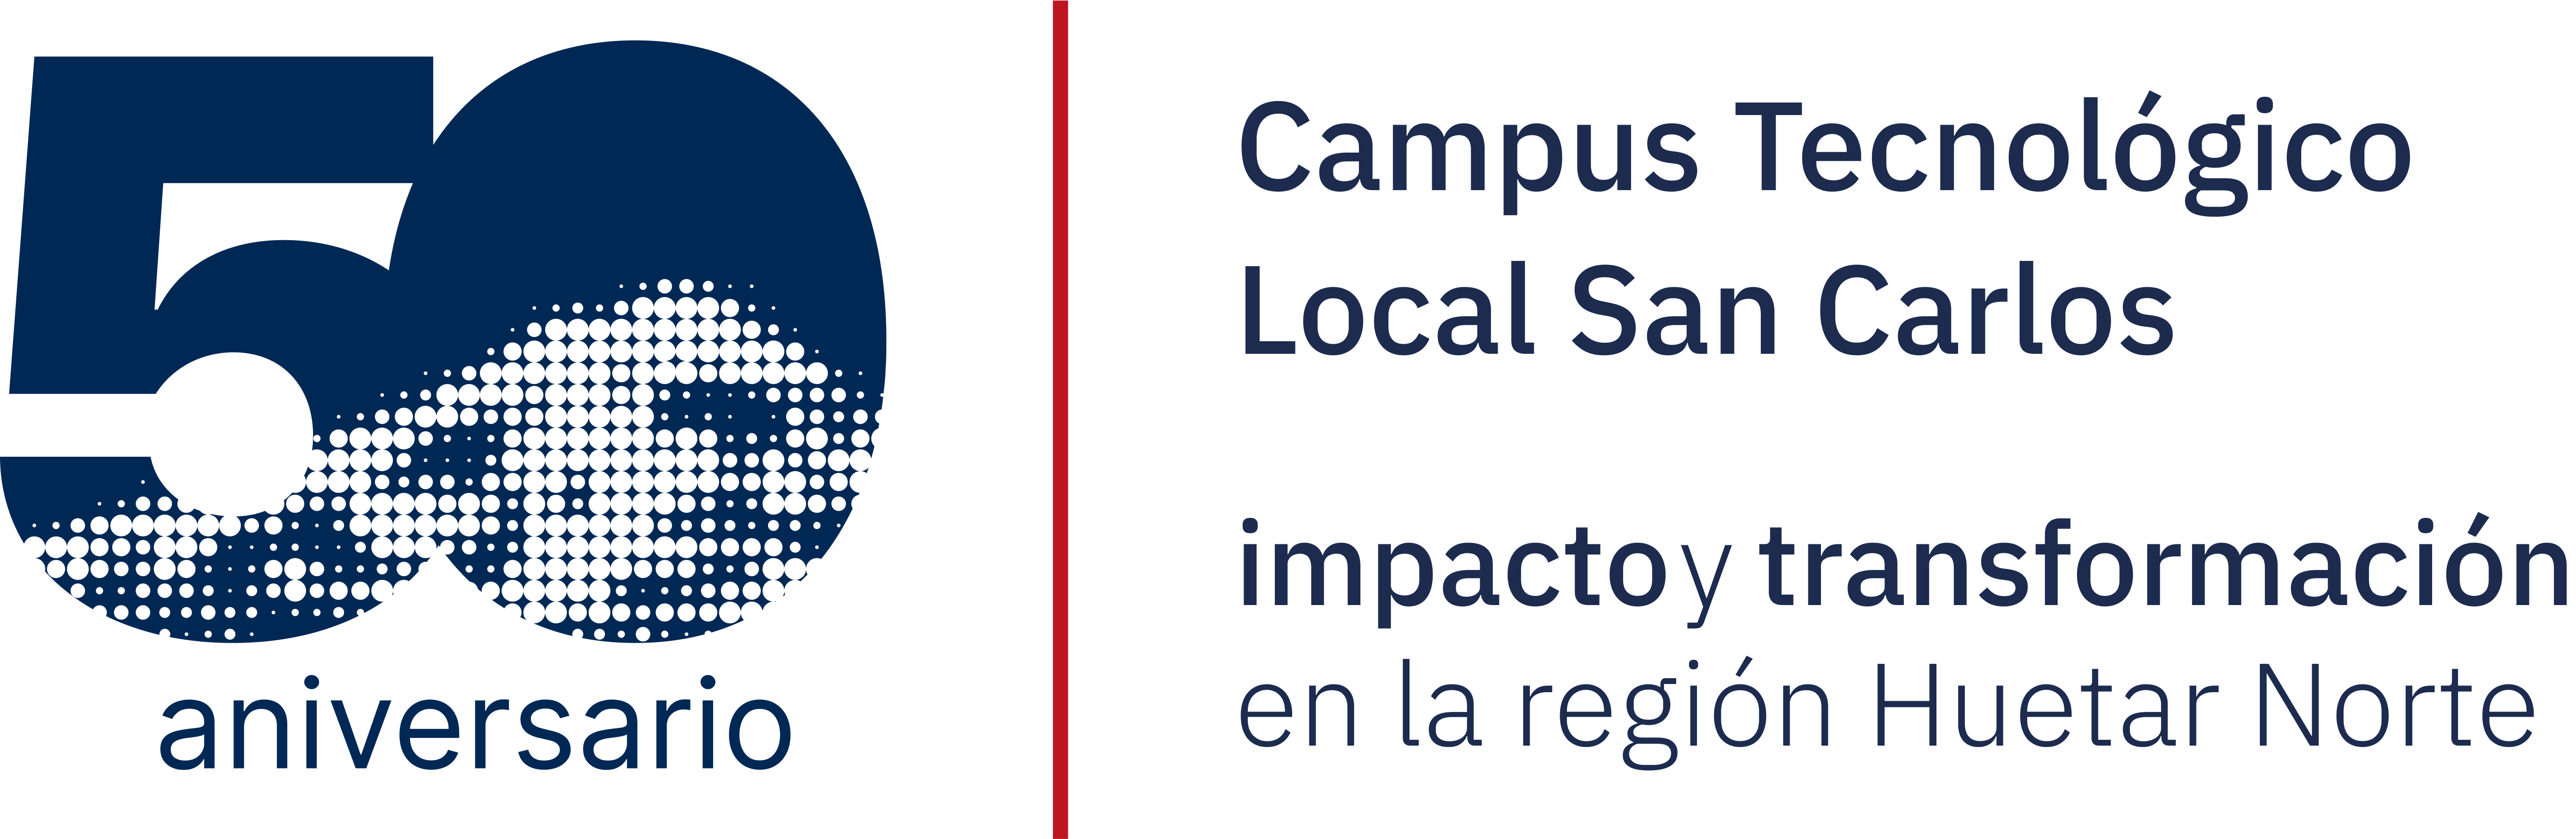 50
aniversario
Campus Tecnológico
Local San Carlos
impacto y transformación
en la región Huetar Norte